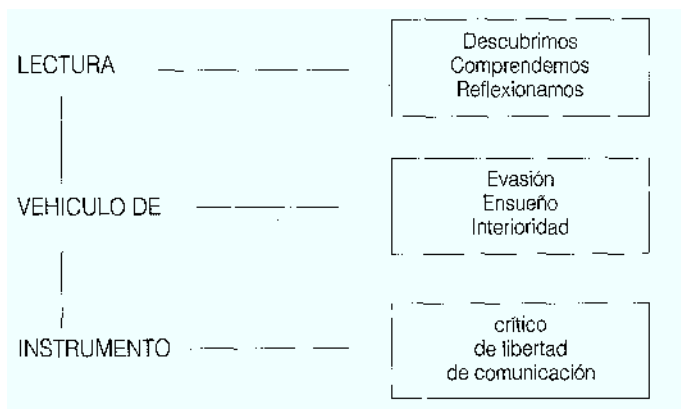 LECTURA
Descubrimos
Comprendemos
Reflexionamos
VEHICULO DE
Evasión
Ensueño
Interioridad
INSTRUMENTO
crítico
de libertad
de comunicación